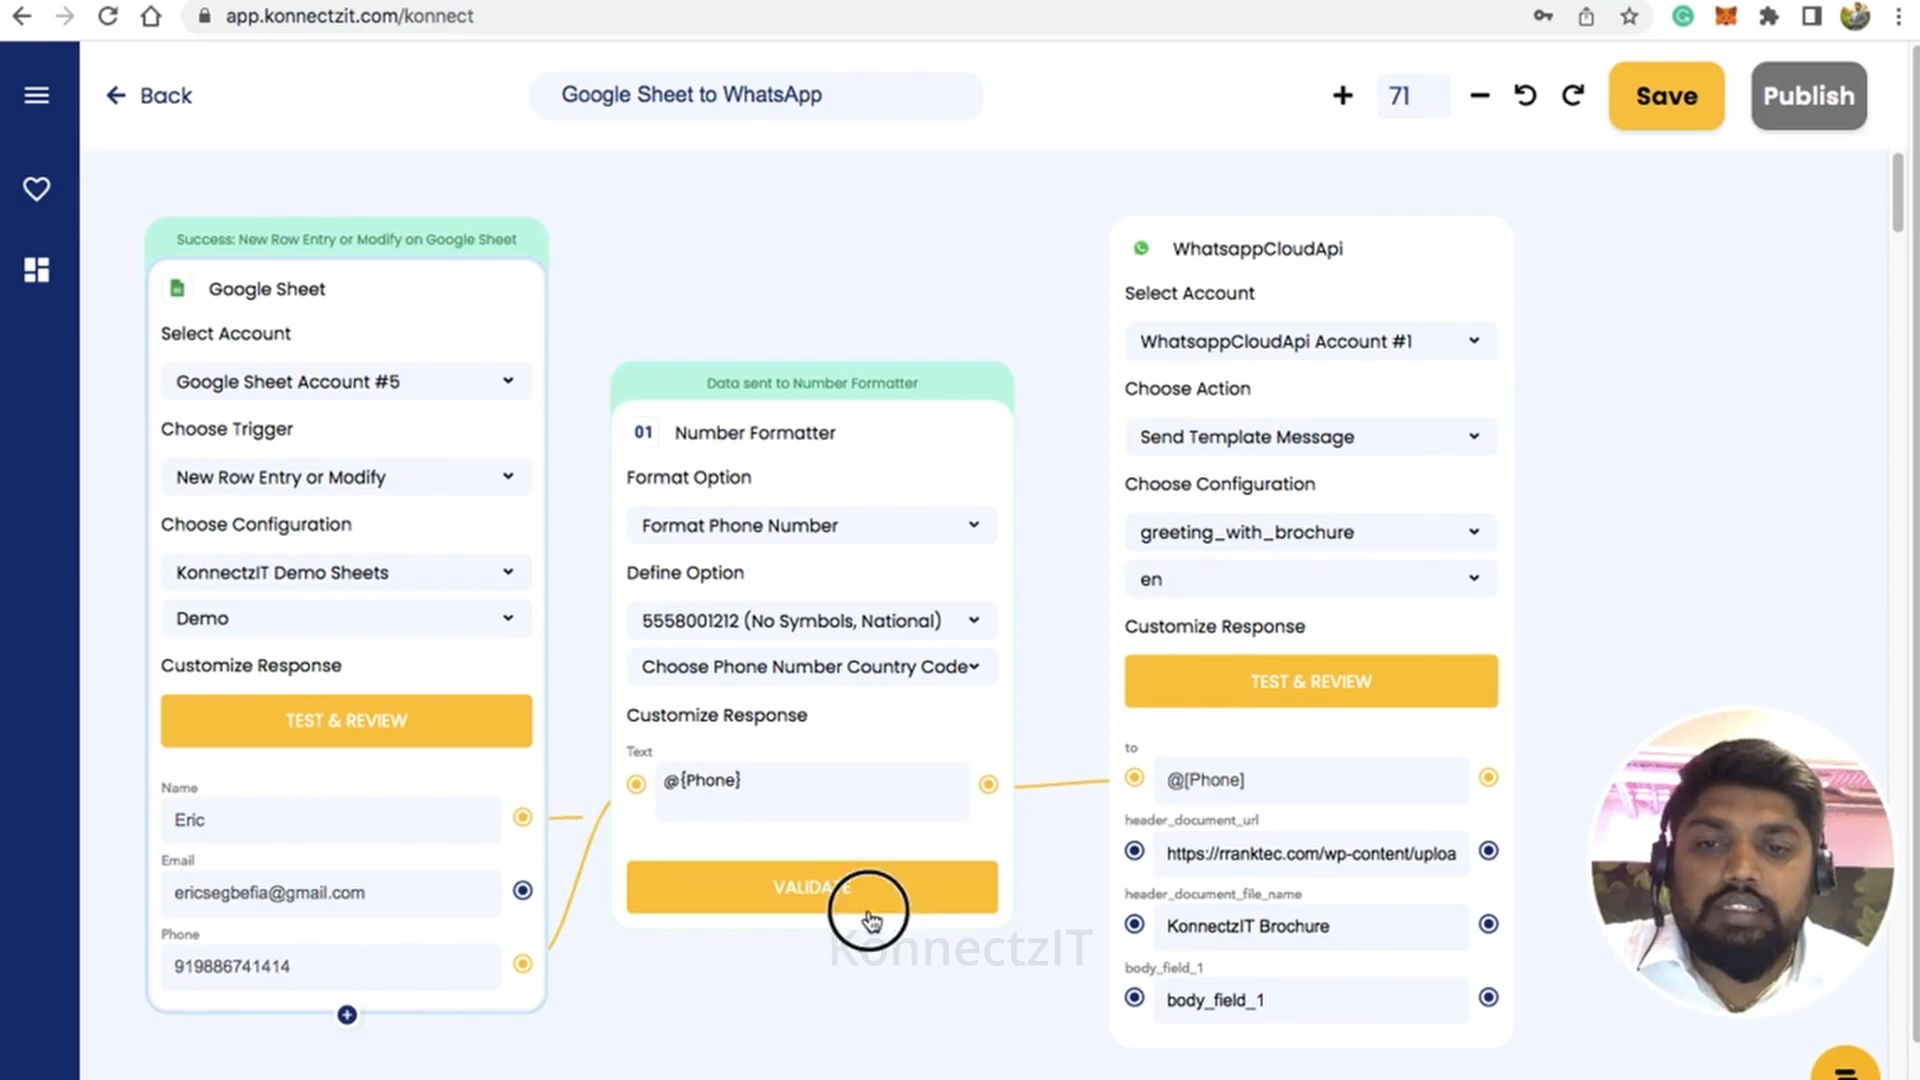 app.konnectzit.com/konnect
Back
Google Sheet to WhatsApp
71
Save
Publish
Success: New Row Entry or Modify on Google Sheet
Google Sheet
Select Account
Google Sheet Account #5
Choose Trigger
New Row Entry or Modify
Choose Configuration
KonnectzIT Demo Sheets
Demo
Customize Response
TEST & REVIEW
Name
Eric
Email
ericsegbefia@gmail.com
Phone
919886741414
Data sent to Number Formatter
01 Number Formatter
Format Option
Format Phone Number
Define Option
5558001212 (No Symbols, National)
Choose Phone Number Country Code
Customize Response
Text
@{Phone}
VALIDATE
KonnectzIT
WhatsappCloudApi
Select Account
WhatsappCloudApi Account #1
Choose Action
Send Template Message
Choose Configuration
greeting_with_brochure
en
Customize Response
TEST & REVIEW
to
@[Phone]
header_document_url
https://rranktec.com/wp-content/uploa
header_document_file_name
KonnectzIT Brochure
body_field_1
body_field_1